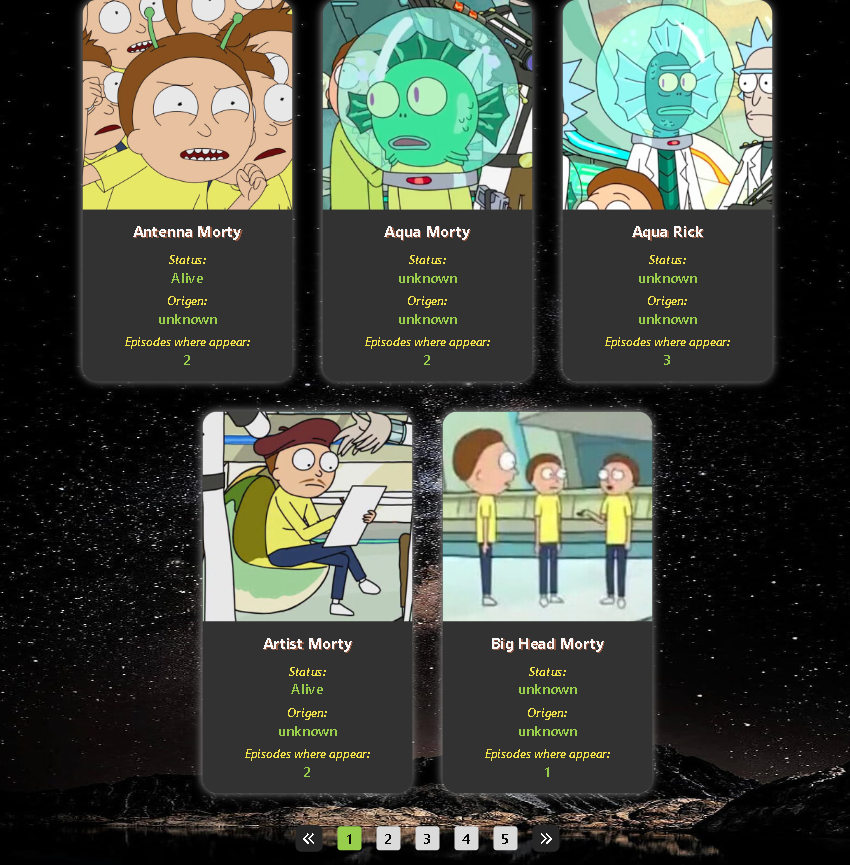 Antenna Morty
Status:
Alive
Origen:
unknown
Episodes where appear:
2
Aqua Morty
Status:
unknown
Origen:
unknown
Episodes where appear:
2
Aqua Rick
Status:
unknown
Origen:
unknown
Episodes where appear:
3
Artist Morty
Status:
Alive
Origen:
unknown
Episodes where appear:
2
Big Head Morty
Status:
unknown
Origen:
unknown
Episodes where appear:
1
« 1 2 3 4 5 »